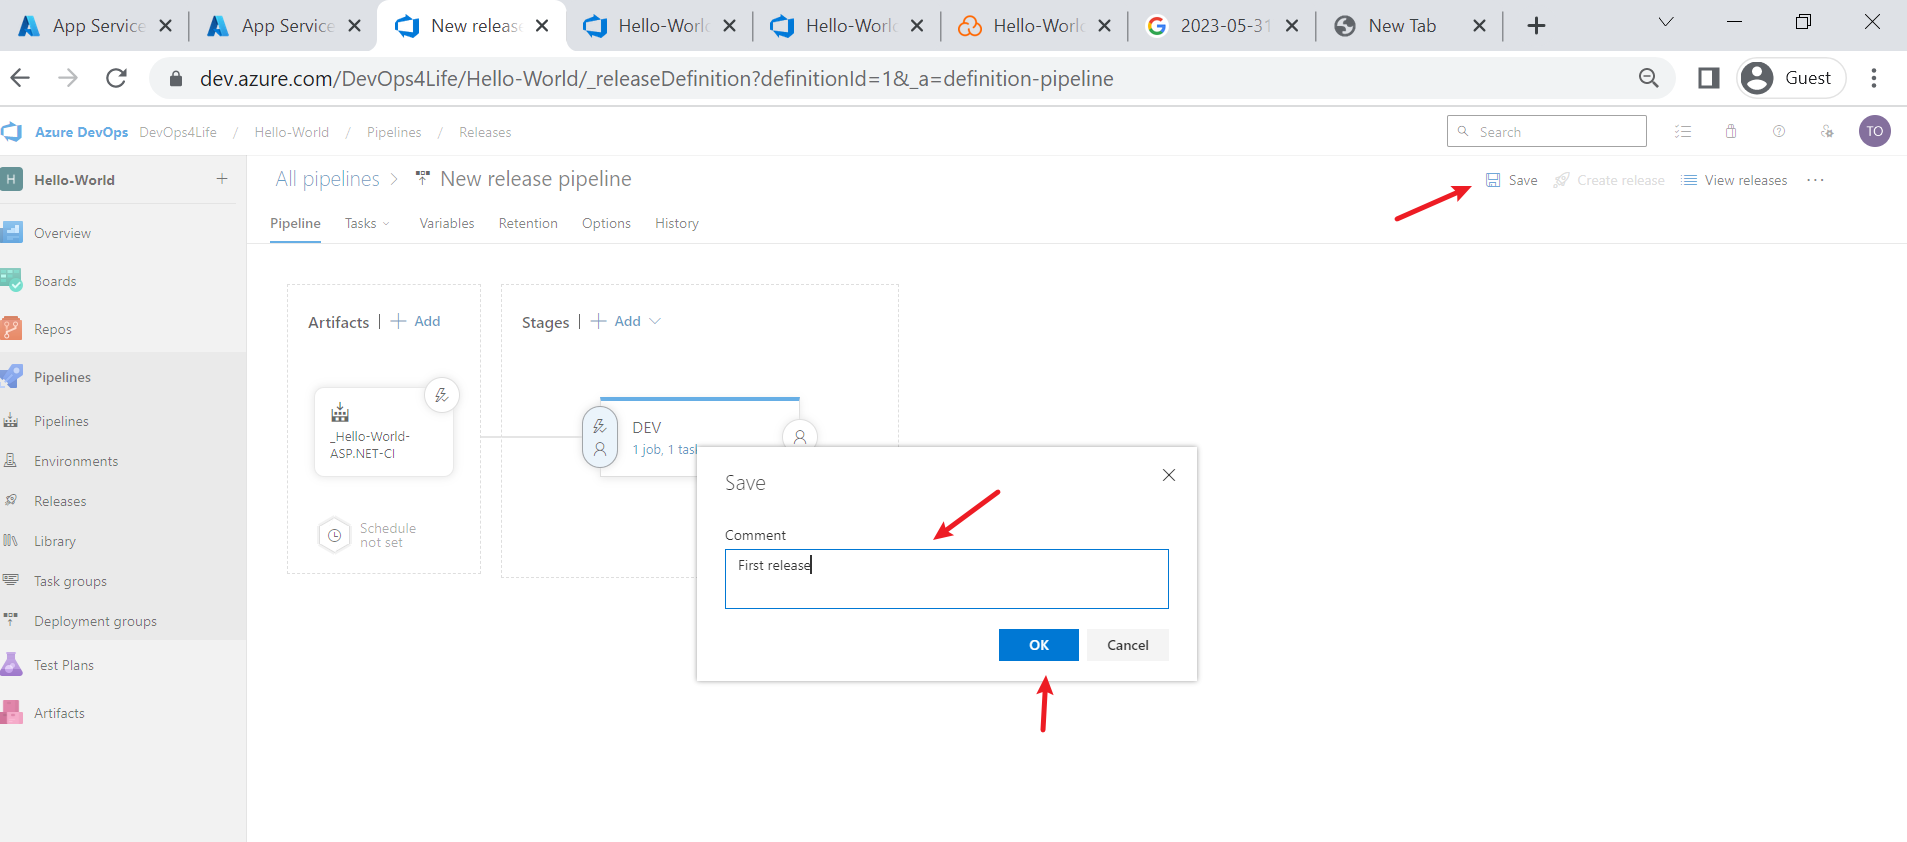 App Service
App Service
New release
Hello-World
Hello-Worl
Hello-World
2023-05-31
New Tab
dev.azure.com/DevOps4Life/Hello-World/_releaseDefinition?definitionId=1&_a=definition-pipeline
Guest
Azure DevOps DevOps4Life / Hello-World / Pipelines / Releases
Search
TO
H Hello-World +
Overview
Boards
Repos
Pipelines
Pipelines
Environments
Releases
Library
Task groups
Deployment groups
Test Plans
Artifacts
All pipelines > New release pipeline
Save
Create release
View releases
...
Pipeline Tasks Variables Retention Options History
Artifacts | + Add
Stages | + Add
_Hello-World-
ASP.NET-CI
Schedule
not set
DEV
1 job, 1 task
Save
Comment
First release
OK
Cancel